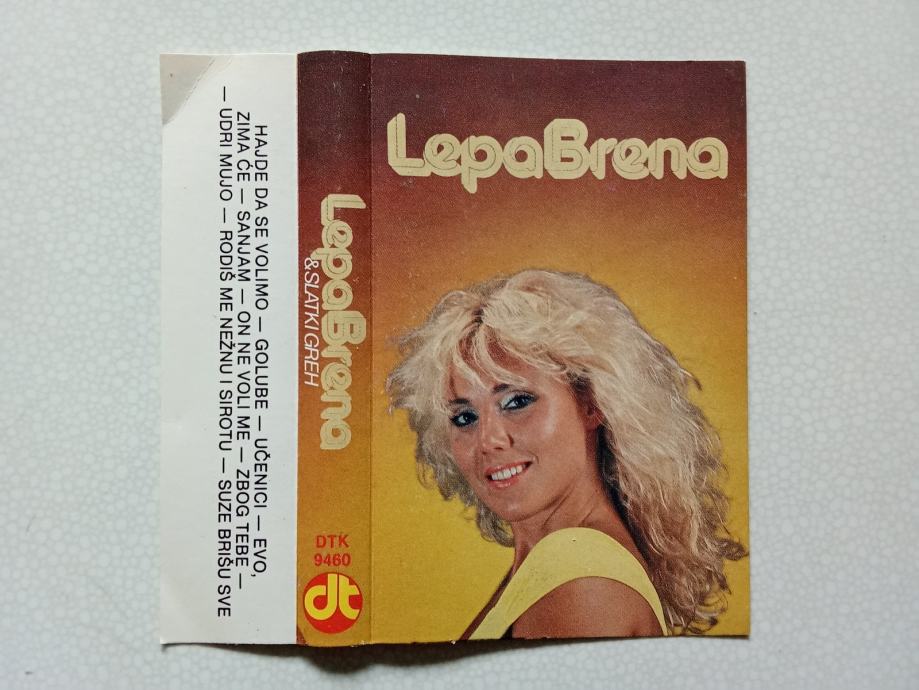 LepaBrena
LepaBrena
& SLATKI GREH
DTK
9460
dt
HAJDE DA SE VOLIMO — GOLUBE — UČENICI — EVO,
ZIMA ĆE — SANJAM — ON NE VOLI ME — ZBOG TEBE —
— UDRI MUJO — RODIŠ ME NEŽNU I SIROTU — SUZE BRIŠU SVE